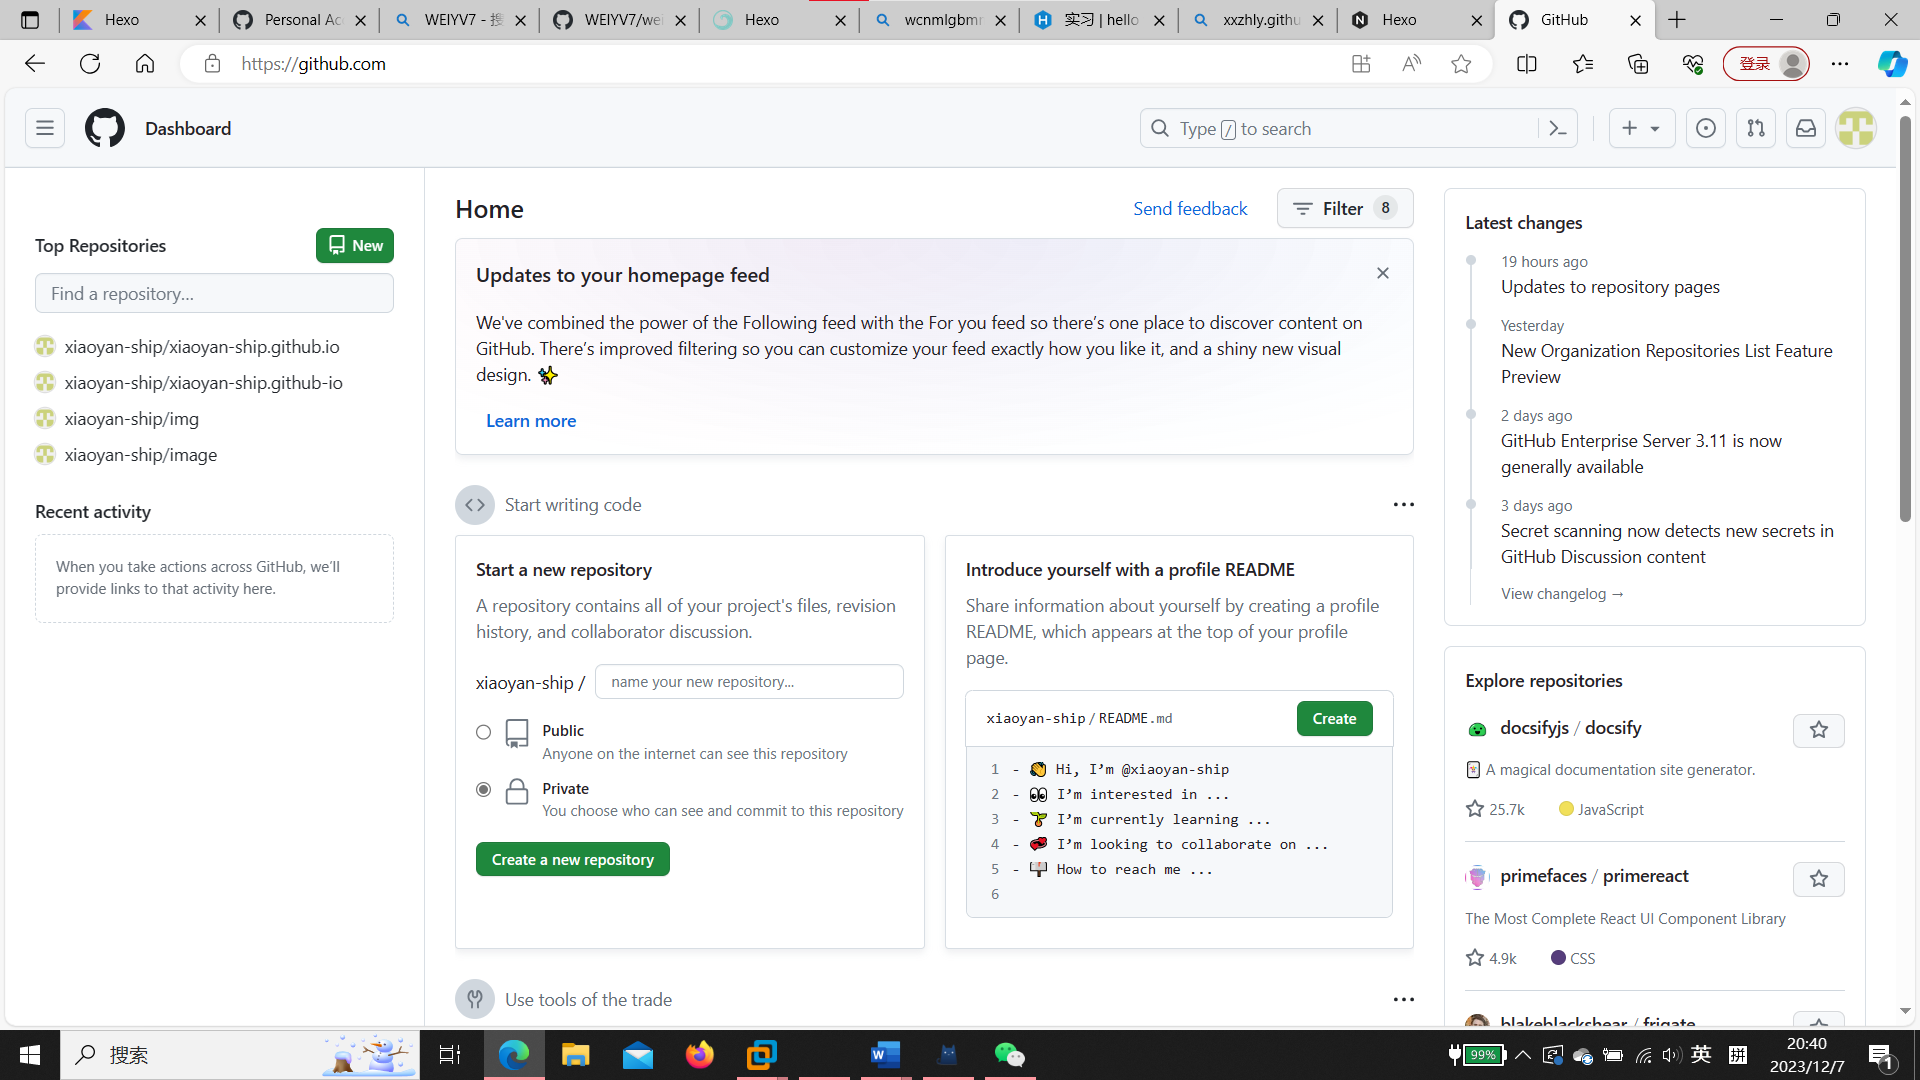 Hexo
Personal Ac
WEIYV7 - 搜
WEIYV7/wei
Hexo
wcnmlgbmn
实习 | hello
xxzhly.githu
Hexo
GitHub
https://github.com
登录
Dashboard
Type / to search
Top Repositories
New
Find a repository...
xiaoyan-ship/xiaoyan-ship.github.io
xiaoyan-ship/xiaoyan-ship.github-io
xiaoyan-ship/img
xiaoyan-ship/image
Recent activity
When you take actions across GitHub, we’ll
provide links to that activity here.
Home
Send feedback
Filter 8
Updates to your homepage feed
We've combined the power of the Following feed with the For you feed so there’s one place to discover content on
GitHub. There’s improved filtering so you can customize your feed exactly how you like it, and a shiny new visual
design. ✨
Learn more
Start writing code
Start a new repository
A repository contains all of your project's files, revision
history, and collaborator discussion.
xiaoyan-ship / name your new repository...
Public
Anyone on the internet can see this repository
Private
You choose who can see and commit to this repository
Create a new repository
Introduce yourself with a profile README
Share information about yourself by creating a profile
README, which appears at the top of your profile
page.
xiaoyan-ship / README.md
Create
1 - 👋 Hi, I’m @xiaoyan-ship
2 - 👀 I’m interested in ...
3 - 🌱 I’m currently learning ...
4 - 💞️ I’m looking to collaborate on ...
5 - 📫 How to reach me ...
6
Use tools of the trade
Latest changes
19 hours ago
Updates to repository pages
Yesterday
New Organization Repositories List Feature
Preview
2 days ago
GitHub Enterprise Server 3.11 is now
generally available
3 days ago
Secret scanning now detects new secrets in
GitHub Discussion content
View changelog →
Explore repositories
docsifyjs / docsify
🃏 A magical documentation site generator.
25.7k
JavaScript
primefaces / primereact
The Most Complete React UI Component Library
4.9k
CSS
blakeblackshear / frigate
搜索
99%
英
拼
20:40
2023/12/7
1